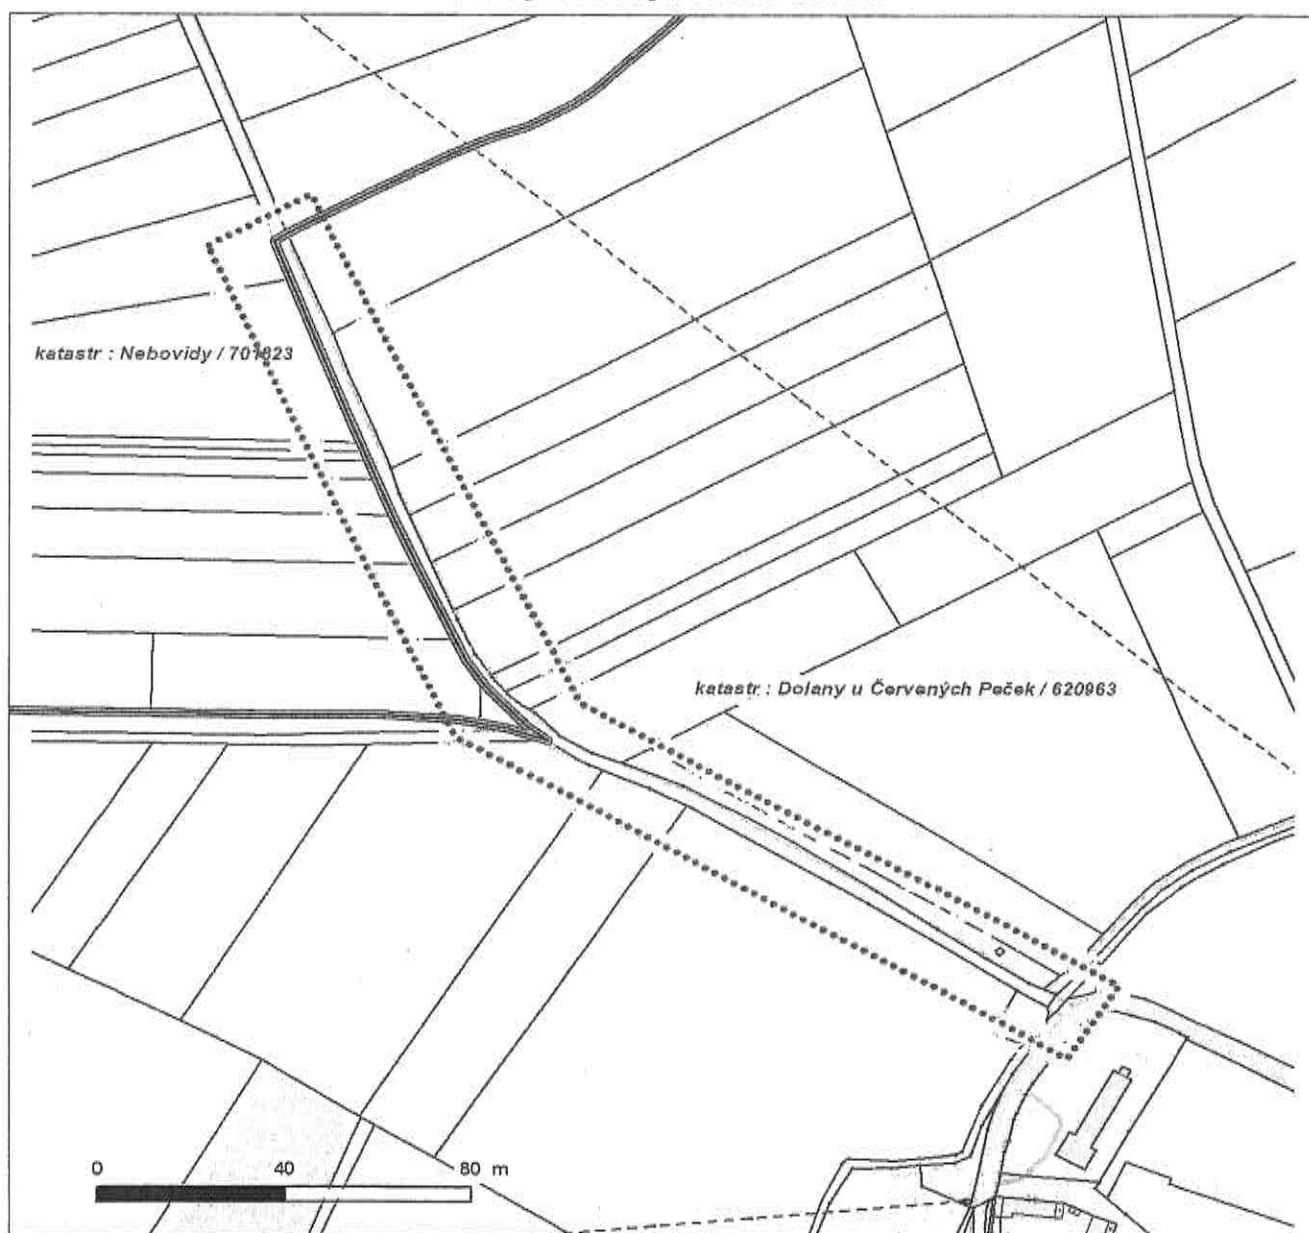 katastr : Nebovidy / 701823
katastr : Dolany u Červených Peček / 620963
0 40 80 m